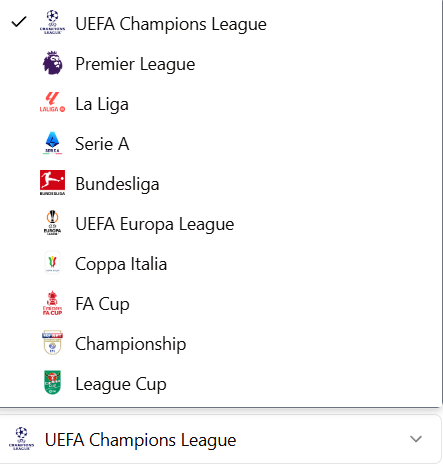 UEFA Champions League
Premier League
La Liga
Serie A
Bundesliga
UEFA Europa League
Coppa Italia
FA Cup
Championship
League Cup
UEFA Champions League